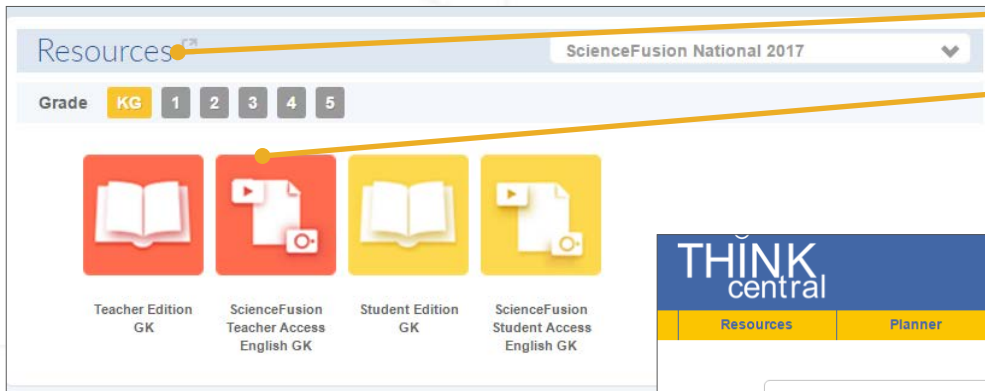 Resources
ScienceFusion National 2017
Grade KG 1 2 3 4 5
Teacher Edition
GK
ScienceFusion
Teacher Access
English GK
Student Edition
GK
ScienceFusion
Student Access
English GK
THINK
central
Resources Planner